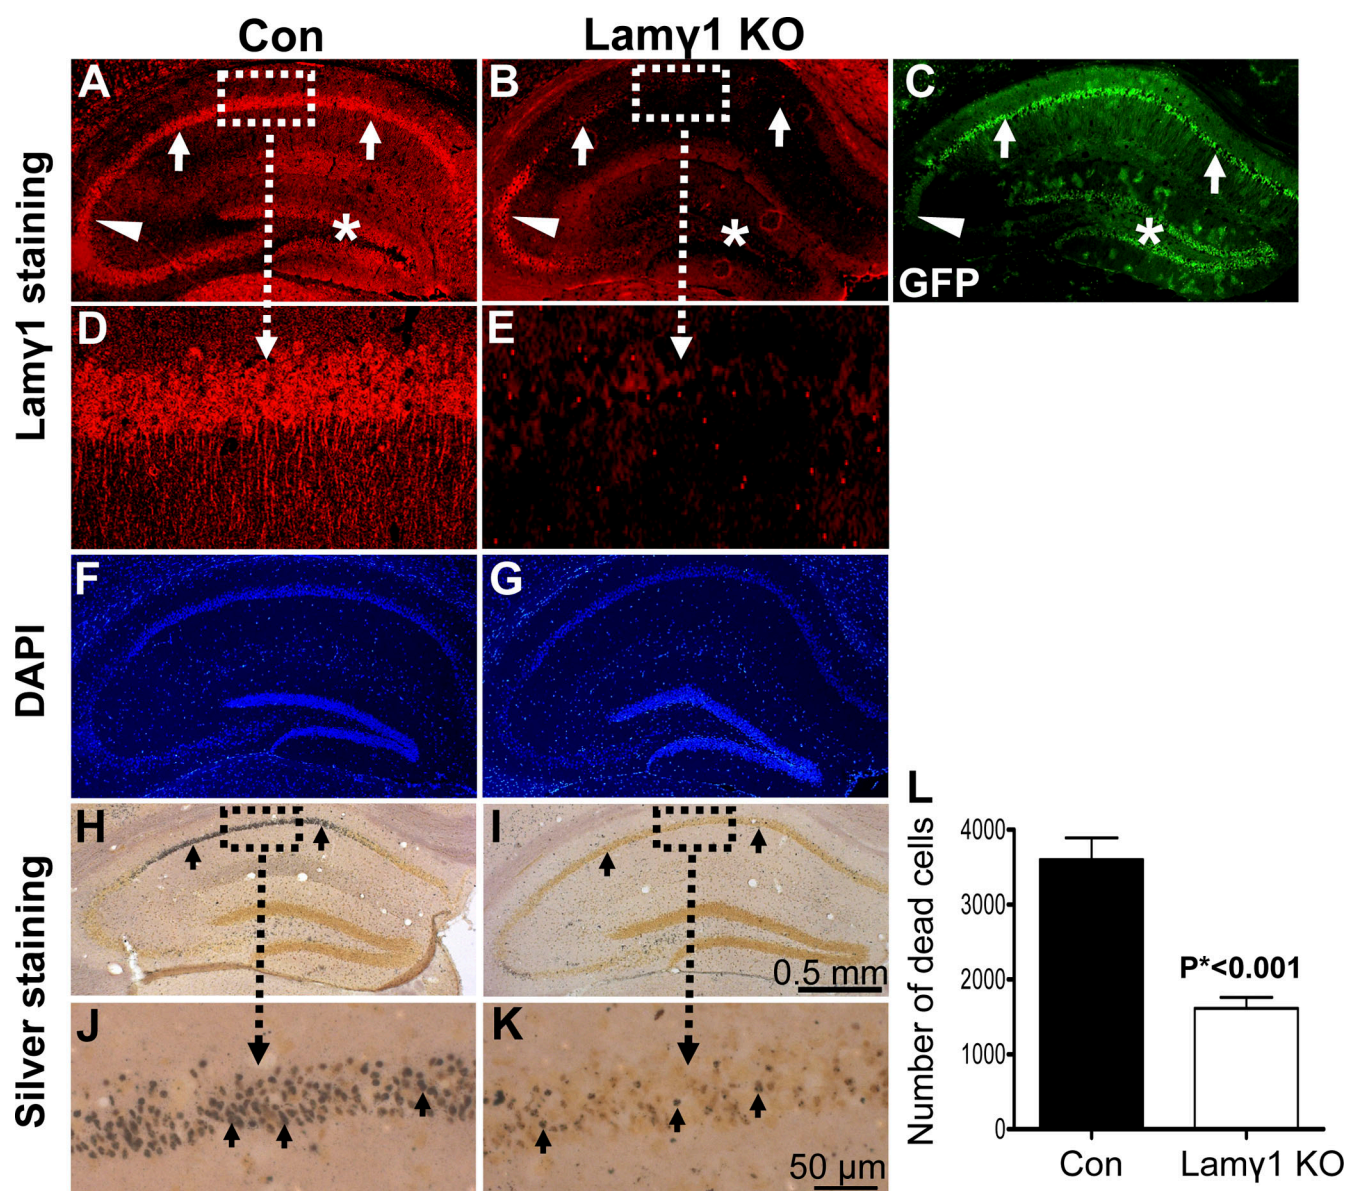 Con
Lamγ1 KO
Lamγ1 staining
A
B
C
*
*
*
GFP
D
E
DAPI
F
G
Silver staining
H
I
0.5 mm
J
K
50 µm
L
Number of dead cells
4000
3000
2000
1000
0
P*<0.001
Con
Lamγ1 KO